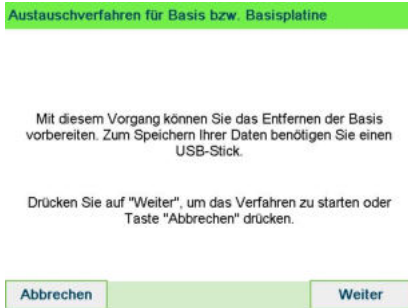 Austauschverfahren für Basis bzw. Basisplatine
Mit diesem Vorgang können Sie das Entfernen der Basis
vorbereiten. Zum Speichern Ihrer Daten benötigen Sie einen
USB-Stick.
Drücken Sie auf "Weiter", um das Verfahren zu starten oder
Taste "Abbrechen" drücken.
Abbrechen
Weiter